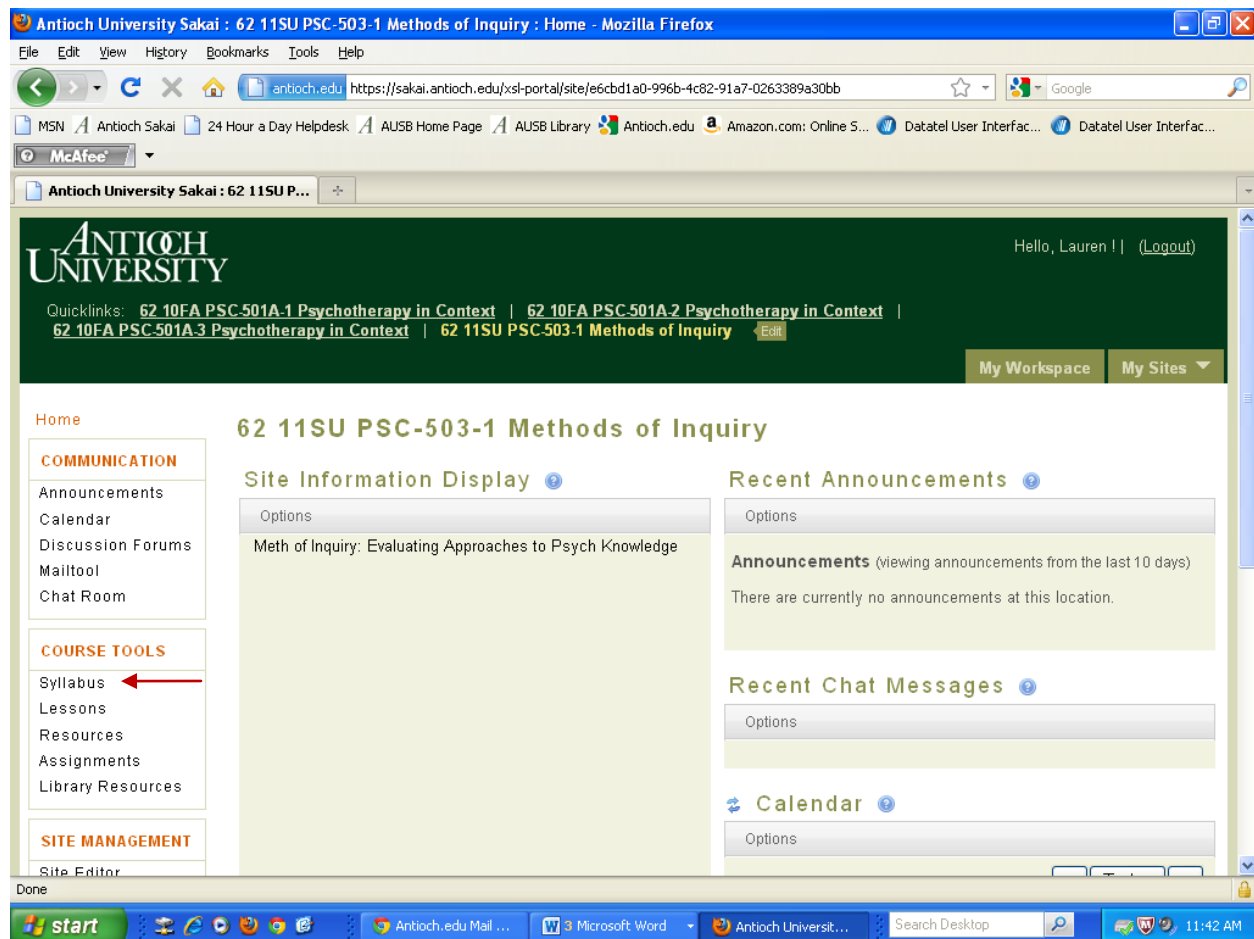 Antioch University Sakai : 62 11SU PSC-503-1 Methods of Inquiry : Home - Mozilla Firefox
File Edit View History Bookmarks Tools Help
antioch.edu https://sakai.antioch.edu/xsl-portal/site/e6cbd1a0-996b-4c82-91a7-0263389a30bb Google
MSN Antioch Sakai 24 Hour a Day Helpdesk AUSB Home Page AUSB Library Antioch.edu Amazon.com: Online S... Datatel User Interfac... Datatel User Interfac...
McAfee
Antioch University Sakai : 62 11SU P...
ANTIOCH
UNIVERSITY
Hello, Lauren ! | (Logout)
Quicklinks: 62 10FA PSC-501A-1 Psychotherapy in Context | 62 10FA PSC-501A-2 Psychotherapy in Context |
62 10FA PSC-501A-3 Psychotherapy in Context | 62 11SU PSC-503-1 Methods of Inquiry Edit
My Workspace My Sites
Home
COMMUNICATION
Announcements
Calendar
Discussion Forums
Mailtool
Chat Room
COURSE TOOLS
Syllabus
Lessons
Resources
Assignments
Library Resources
SITE MANAGEMENT
Site Editor
62 11SU PSC-503-1 Methods of Inquiry
Site Information Display
Options
Meth of Inquiry: Evaluating Approaches to Psych Knowledge
Recent Announcements
Options
Announcements (viewing announcements from the last 10 days)
There are currently no announcements at this location.
Recent Chat Messages
Options
Calendar
Options
Done
start Antioch.edu Mail ... 3 Microsoft Word Antioch Universit... Search Desktop 11:42 AM